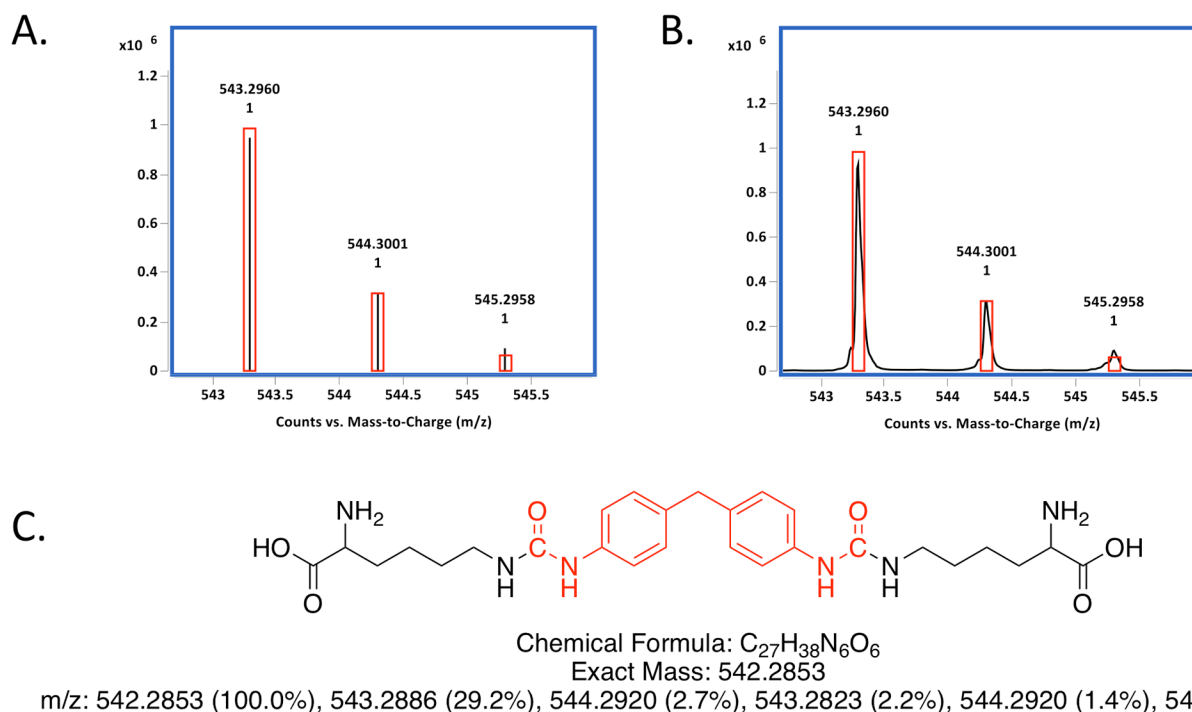 A.
x10 6
1.2
1
0.8
0.6
0.4
0.2
0
543.2960
1
544.3001
1
545.2958
1
543 543.5 544 544.5 545 545.5
Counts vs. Mass-to-Charge (m/z)
B.
x10 6
1.2
1
0.8
0.6
0.4
0.2
0
543.2960
1
544.3001
1
545.2958
1
543 543.5 544 544.5 545 545.5
Counts vs. Mass-to-Charge (m/z)
C.
NH2 O O NH2
HO C C OH
N N N N
O H H H H O
Chemical Formula: C27H38N6O6
Exact Mass: 542.2853
m/z: 542.2853 (100.0%), 543.2886 (29.2%), 544.2920 (2.7%), 543.2823 (2.2%), 544.2920 (1.4%), 54